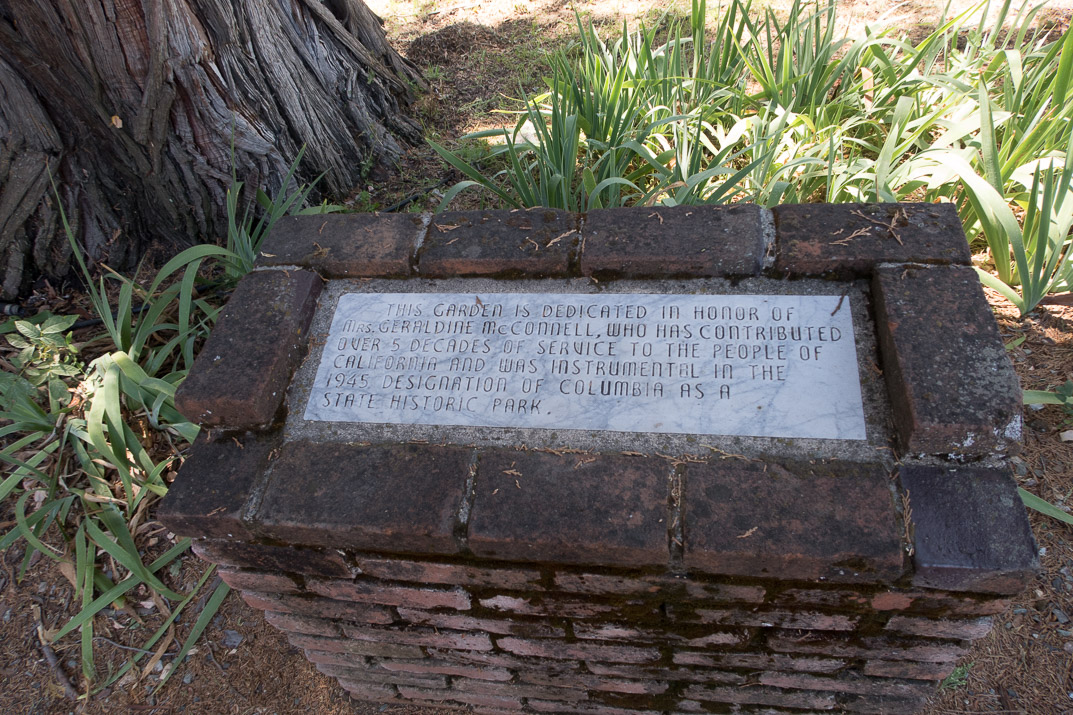 THIS GARDEN IS DEDICATED IN HONOR OF
MRS. GERALDINE MCCONNELL, WHO HAS CONTRIBUTED
OVER 5 DECADES OF SERVICE TO THE PEOPLE OF
CALIFORNIA AND WAS INSTRUMENTAL IN THE
1945 DESIGNATION OF COLUMBIA AS A
STATE HISTORIC PARK.